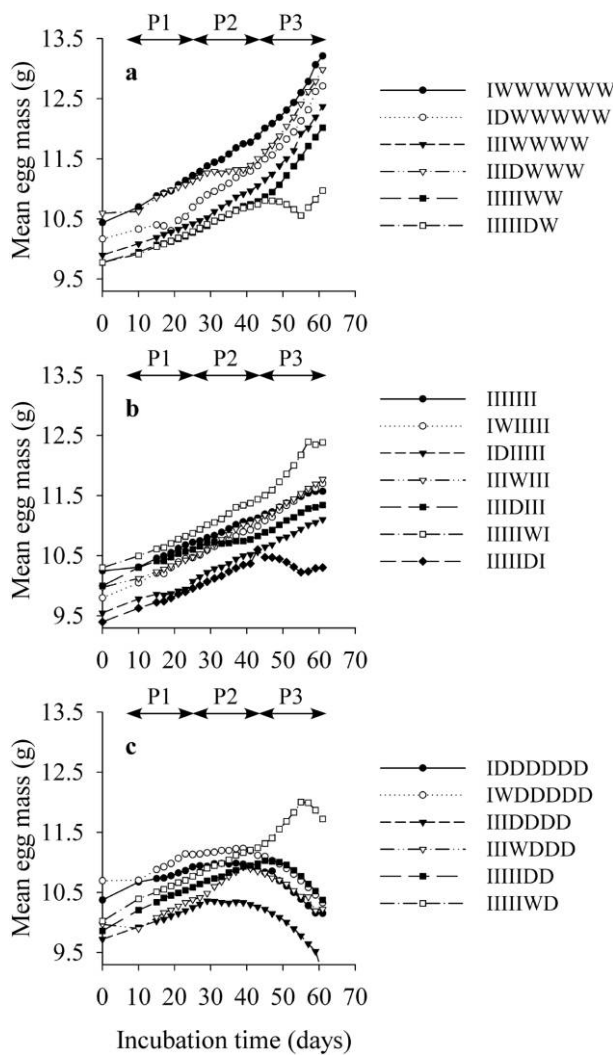 P1 P2 P3
13.5
12.5
11.5
10.5
9.5
a
Mean egg mass (g)
0 10 20 30 40 50 60 70
IWWWWWW
IDWWWWW
IIIWWWW
IIIDWWW
IIIIIWW
IIIIIDW
P1 P2 P3
13.5
12.5
11.5
10.5
9.5
b
Mean egg mass (g)
0 10 20 30 40 50 60 70
IIIIIII
IWIIIII
IDIIIII
IIIWIII
IIIDIII
IIIIIWI
IIIIIDI
P1 P2 P3
13.5
12.5
11.5
10.5
9.5
c
Mean egg mass (g)
0 10 20 30 40 50 60 70
Incubation time (days)
IDDDDDD
IWDDDDD
IIIDDDD
IIIWDDD
IIIIIDD
IIIIIWD